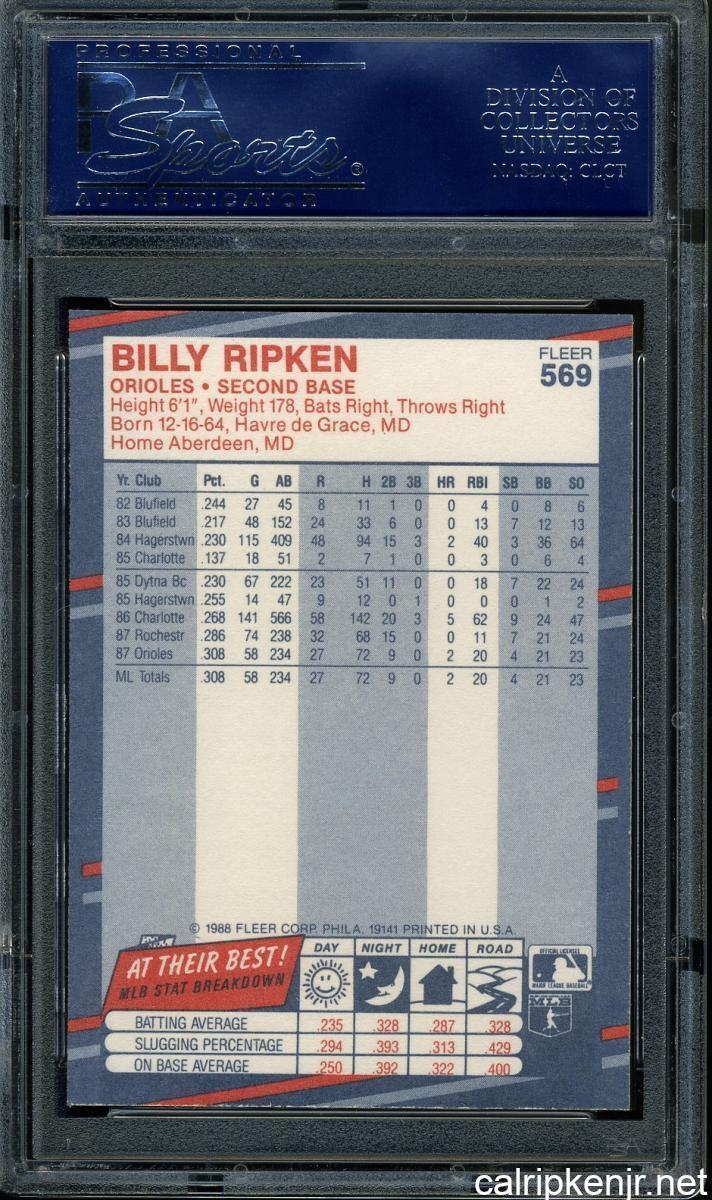 PROFESSIONAL
PSA
Sports®
AUTHENTICATOR
A
DIVISION OF
COLLECTORS
UNIVERSE
NASDAQ: CLCT
BILLY RIPKEN
ORIOLES • SECOND BASE
Height 6'1", Weight 178, Bats Right, Throws Right
Born 12-16-64, Havre de Grace, MD
Home Aberdeen, MD
FLEER
569
Yr. Club Pct. G AB R H 2B 3B HR RBI SB BB SO
82 Blufield .244 27 45 8 11 1 0 0 4 0 8 6
83 Blufield .217 48 152 24 33 6 0 0 13 7 12 13
84 Hagerstwn .230 115 409 48 94 15 3 2 40 3 36 64
85 Charlotte .137 18 51 2 7 1 0 0 3 0 6 4
85 Dytna Bc .230 67 222 23 51 11 0 0 18 7 22 24
85 Hagerstwn .255 14 47 9 12 0 1 0 0 0 1 2
86 Charlotte .268 141 566 58 142 20 3 5 62 9 24 47
87 Rochestr .286 74 238 32 68 15 0 0 11 7 21 24
87 Orioles .308 58 234 27 72 9 0 2 20 4 21 23
ML Totals .308 58 234 27 72 9 0 2 20 4 21 23
© 1988 FLEER CORP. PHILA. 19141 PRINTED IN U.S.A.
AT THEIR BEST!
MLB STAT BREAKDOWN
DAY NIGHT HOME ROAD
BATTING AVERAGE .235 .328 .287 .328
SLUGGING PERCENTAGE .294 .393 .313 .429
ON BASE AVERAGE .250 .392 .322 .400
OFFICIAL LICENSEE
MAJOR LEAGUE BASEBALL®
MLB
calripkenjr.net